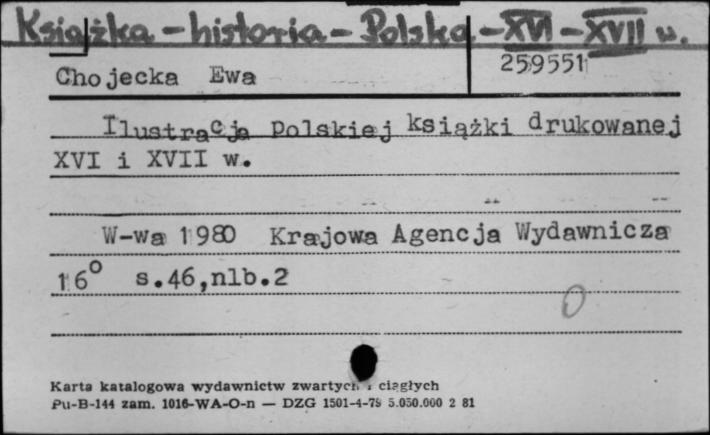 Książka - historia - Polska - XVI - XVII w.
259551
Chojecka Ewa
Ilustracja Polskiej książki drukowanej
XVI i XVII w.
W-wa 1980 Krajowa Agencja Wydawnicza
16° s.46,nlb.2
0
Karta katalogowa wydawnictw zwartych i ciągłych
Pu-B-144 zam. 1016-WA-O-n — DZG 1501-4-79 5.050.000 2 81